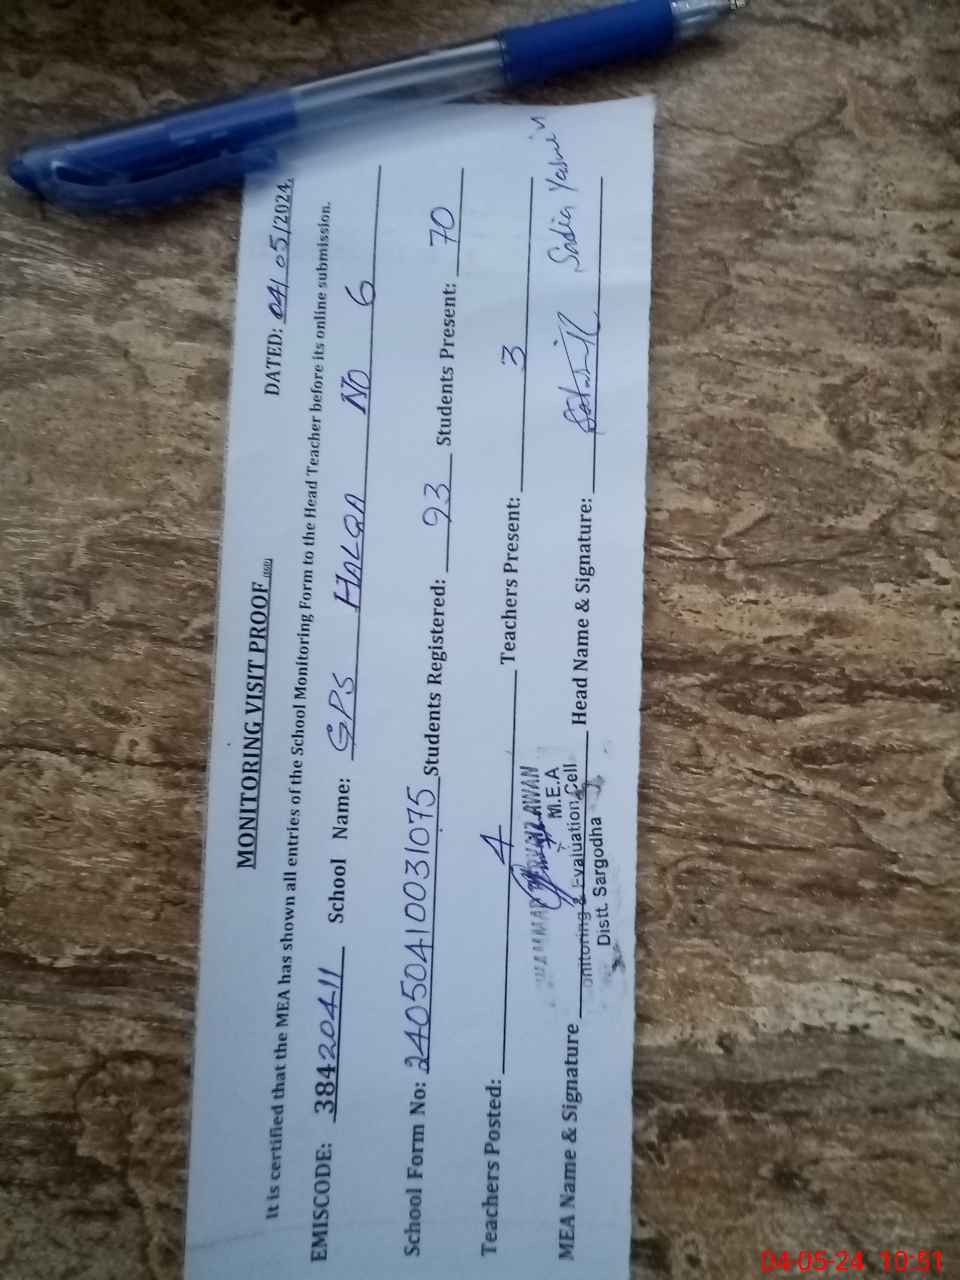 MONITORING VISIT PROOF
DATED: 04/05/2024.
It is certified that the MEA has shown all entries of the School Monitoring Form to the Head Teacher before its online submission.
EMISCODE: 38420411 School Name: GPS HALQA NO 6
School Form No: 24050410031075 Students Registered: 93 Students Present: 70
Teachers Posted: 4 Teachers Present: 3
MEA Name & Signature Head Name & Signature: Sadia Yasmin
AWAN
M.E.A
onitoring & Evaluation Cell
Distt. Sargodha
04-05-24 10:51